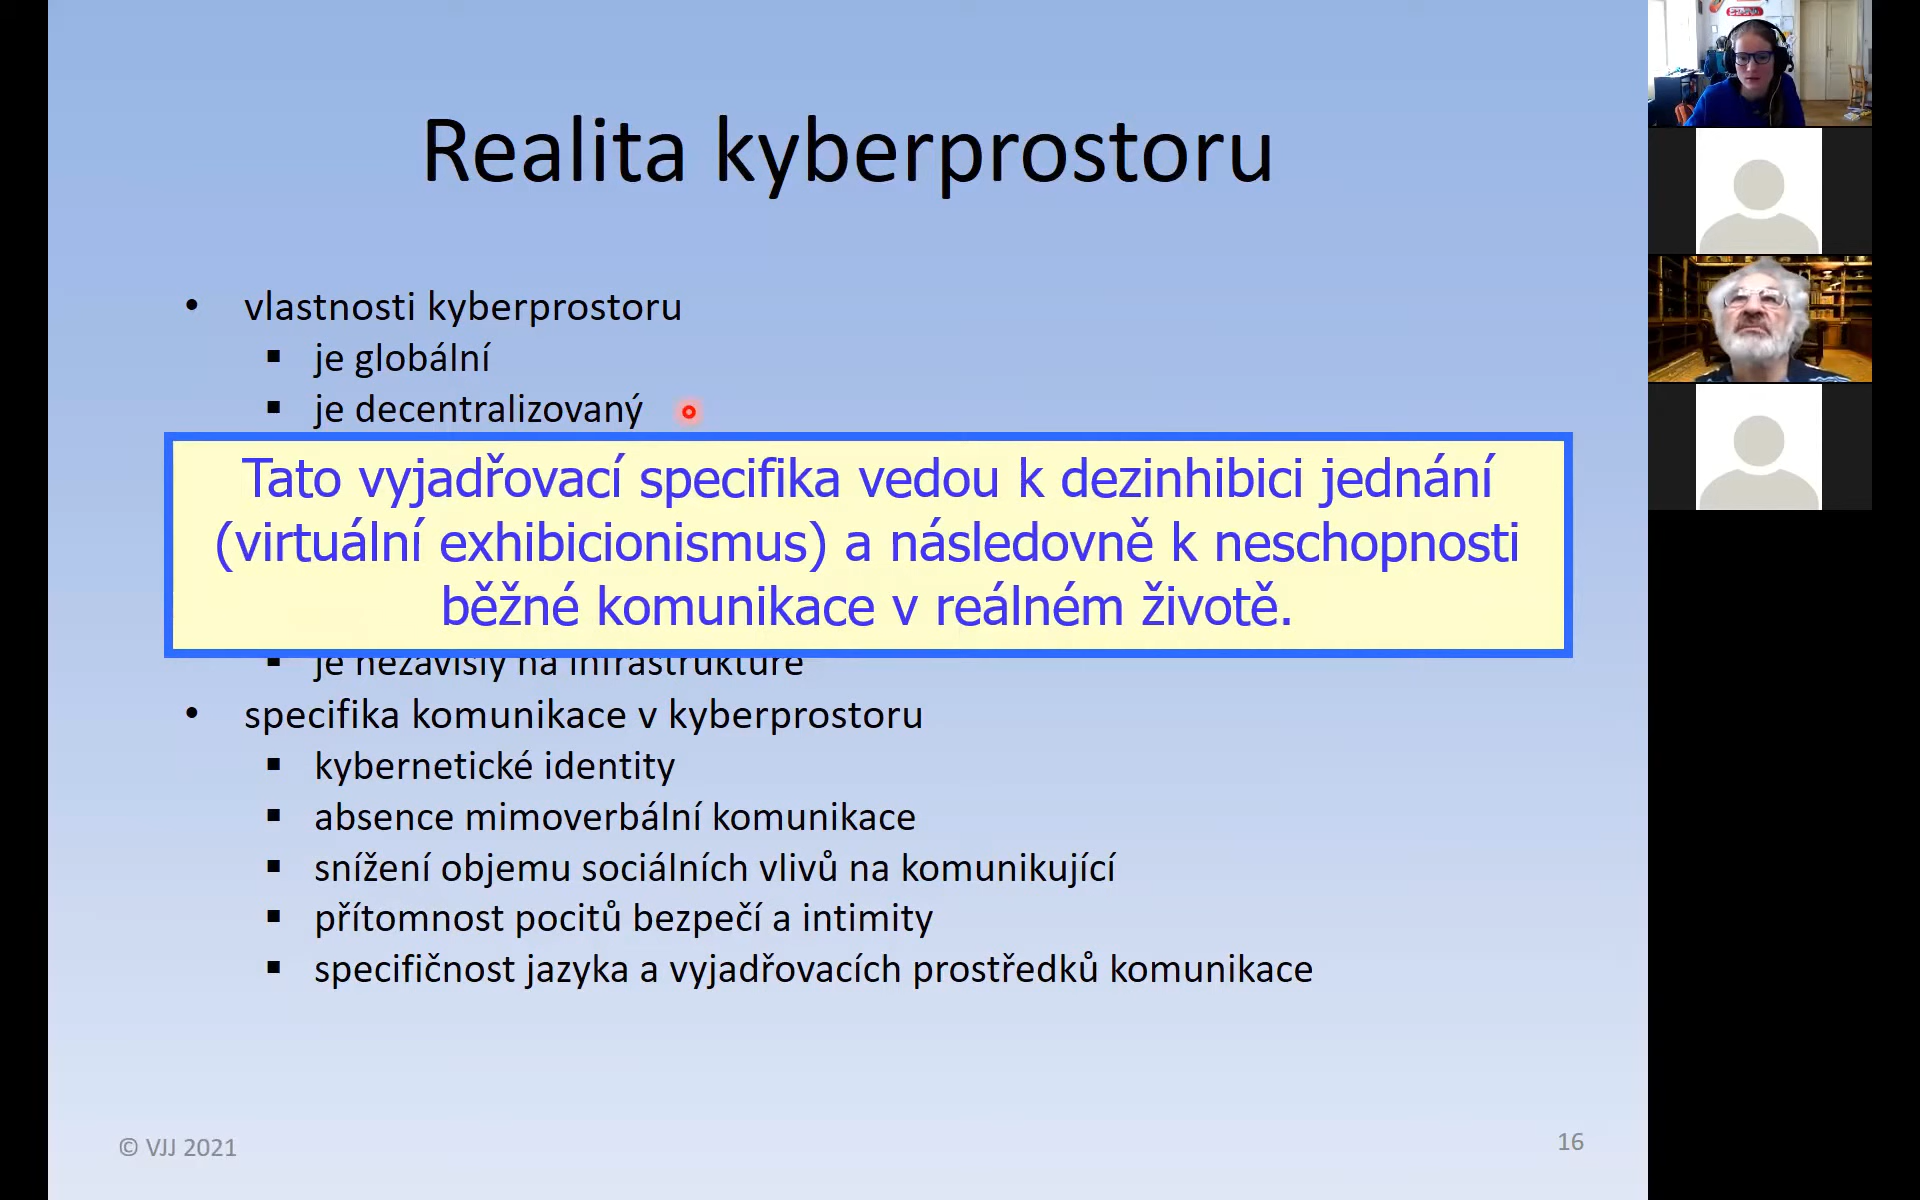 Realita kyberprostoru
• vlastnosti kyberprostoru
▪ je globální
▪ je decentralizovaný
Tato vyjadřovací specifika vedou k dezinhibici jednání
(virtuální exhibicionismus) a následovně k neschopnosti
běžné komunikace v reálném životě.
▪ je nezávislý na infrastruktuře
• specifika komunikace v kyberprostoru
▪ kybernetické identity
▪ absence mimoverbální komunikace
▪ snížení objemu sociálních vlivů na komunikující
▪ přítomnost pocitů bezpečí a intimity
▪ specifičnost jazyka a vyjadřovacích prostředků komunikace
© VJJ 2021
16